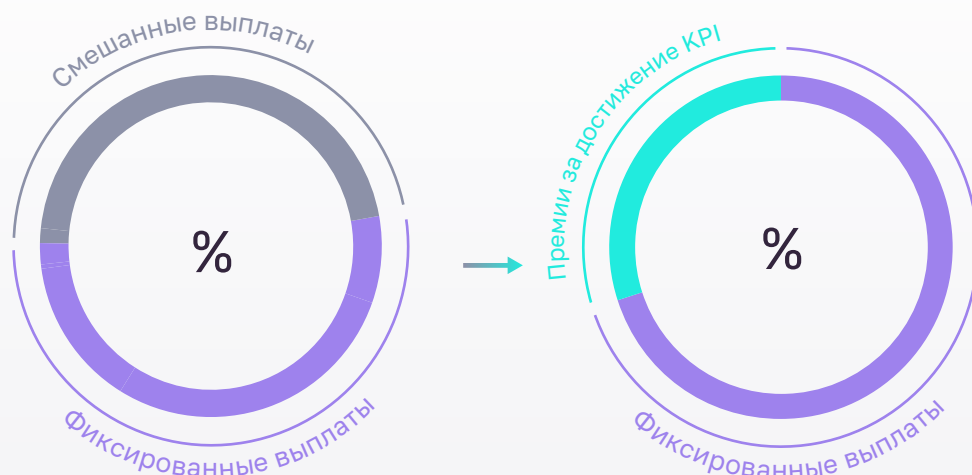 Смешанные выплаты
%
Фиксированные выплаты
Премии за достижение KPI
%
Фиксированные выплаты